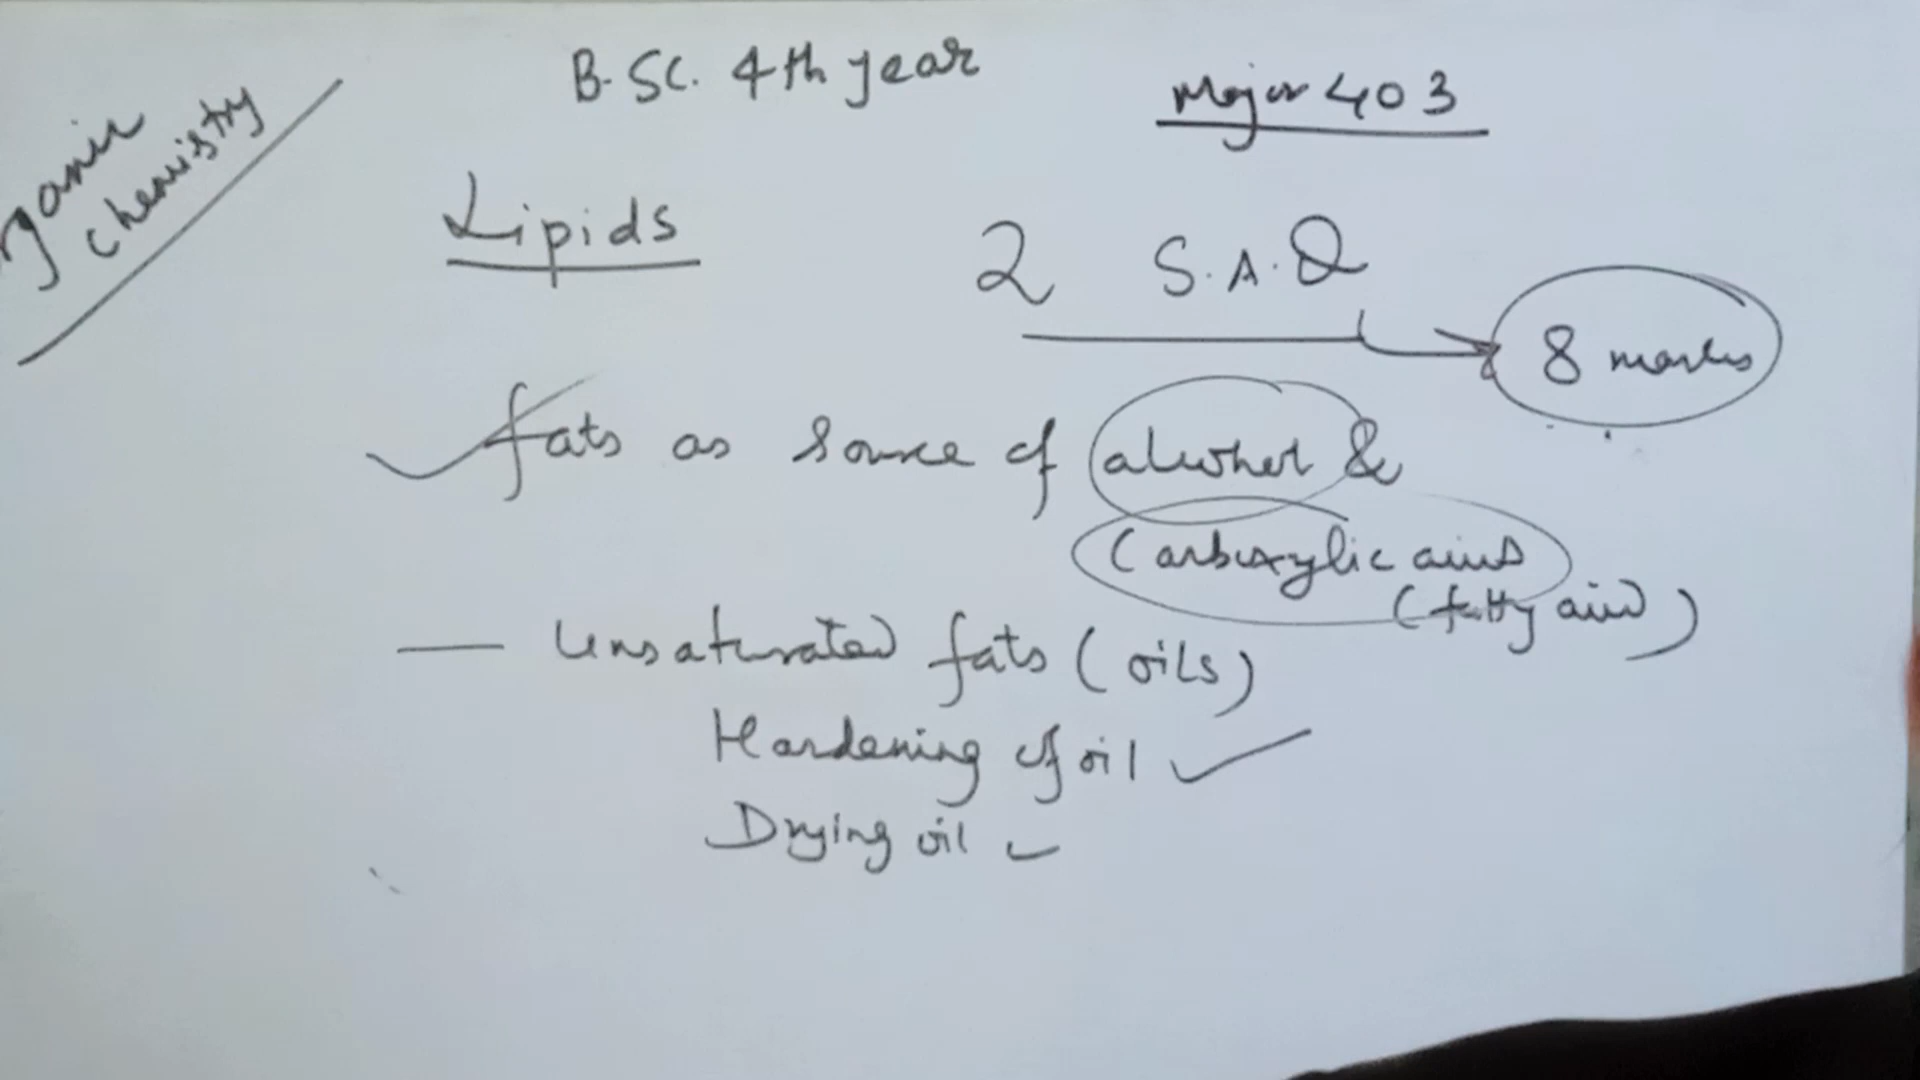 B.SC. 4th year
Major 403
Organic
chemistry
Lipids
2 S.A.Q
8 marks
fats as source of alcohol &
Carboxylic acids
(fatty acid)
— Unsaturated fats (oils)
Hardening of oil ✓
Drying oil ✓